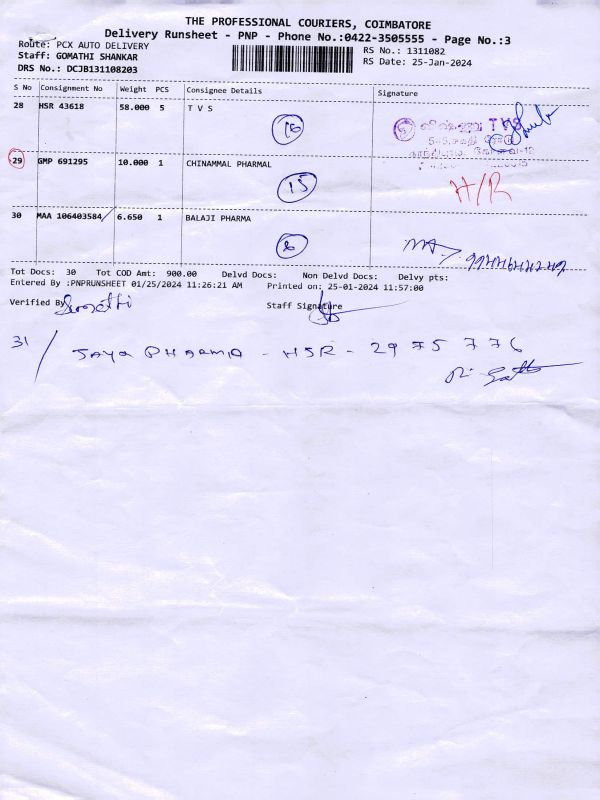 THE PROFESSIONAL COURIERS, COIMBATORE
Delivery Runsheet - PNP - Phone No.:0422-3505555 - Page No.:3
Route: PCX AUTO DELIVERY
Staff: GOMATHI SHANKAR
DRS No.: DCJB131108203
RS No.: 1311082
RS Date: 25-Jan-2024
S No Consignment No Weight PCS Consignee Details Signature
28 HSR 43618 58.000 5 T V S
16
TVS
29 GMP 691295 10.000 1 CHINAMMAL PHARMAL
15 H/R
30 MAA 106403584 6.650 1 BALAJI PHARMA
8
Tot Docs: 30 Tot COD Amt: 900.00 Delvd Docs: Non Delvd Docs: Delvy pts:
Entered By :PNPRUNSHEET 01/25/2024 11:26:21 AM Printed on: 25-01-2024 11:57:00
Verified By Staff Signature
31/ JAYA PHARMA - HSR - 2975776